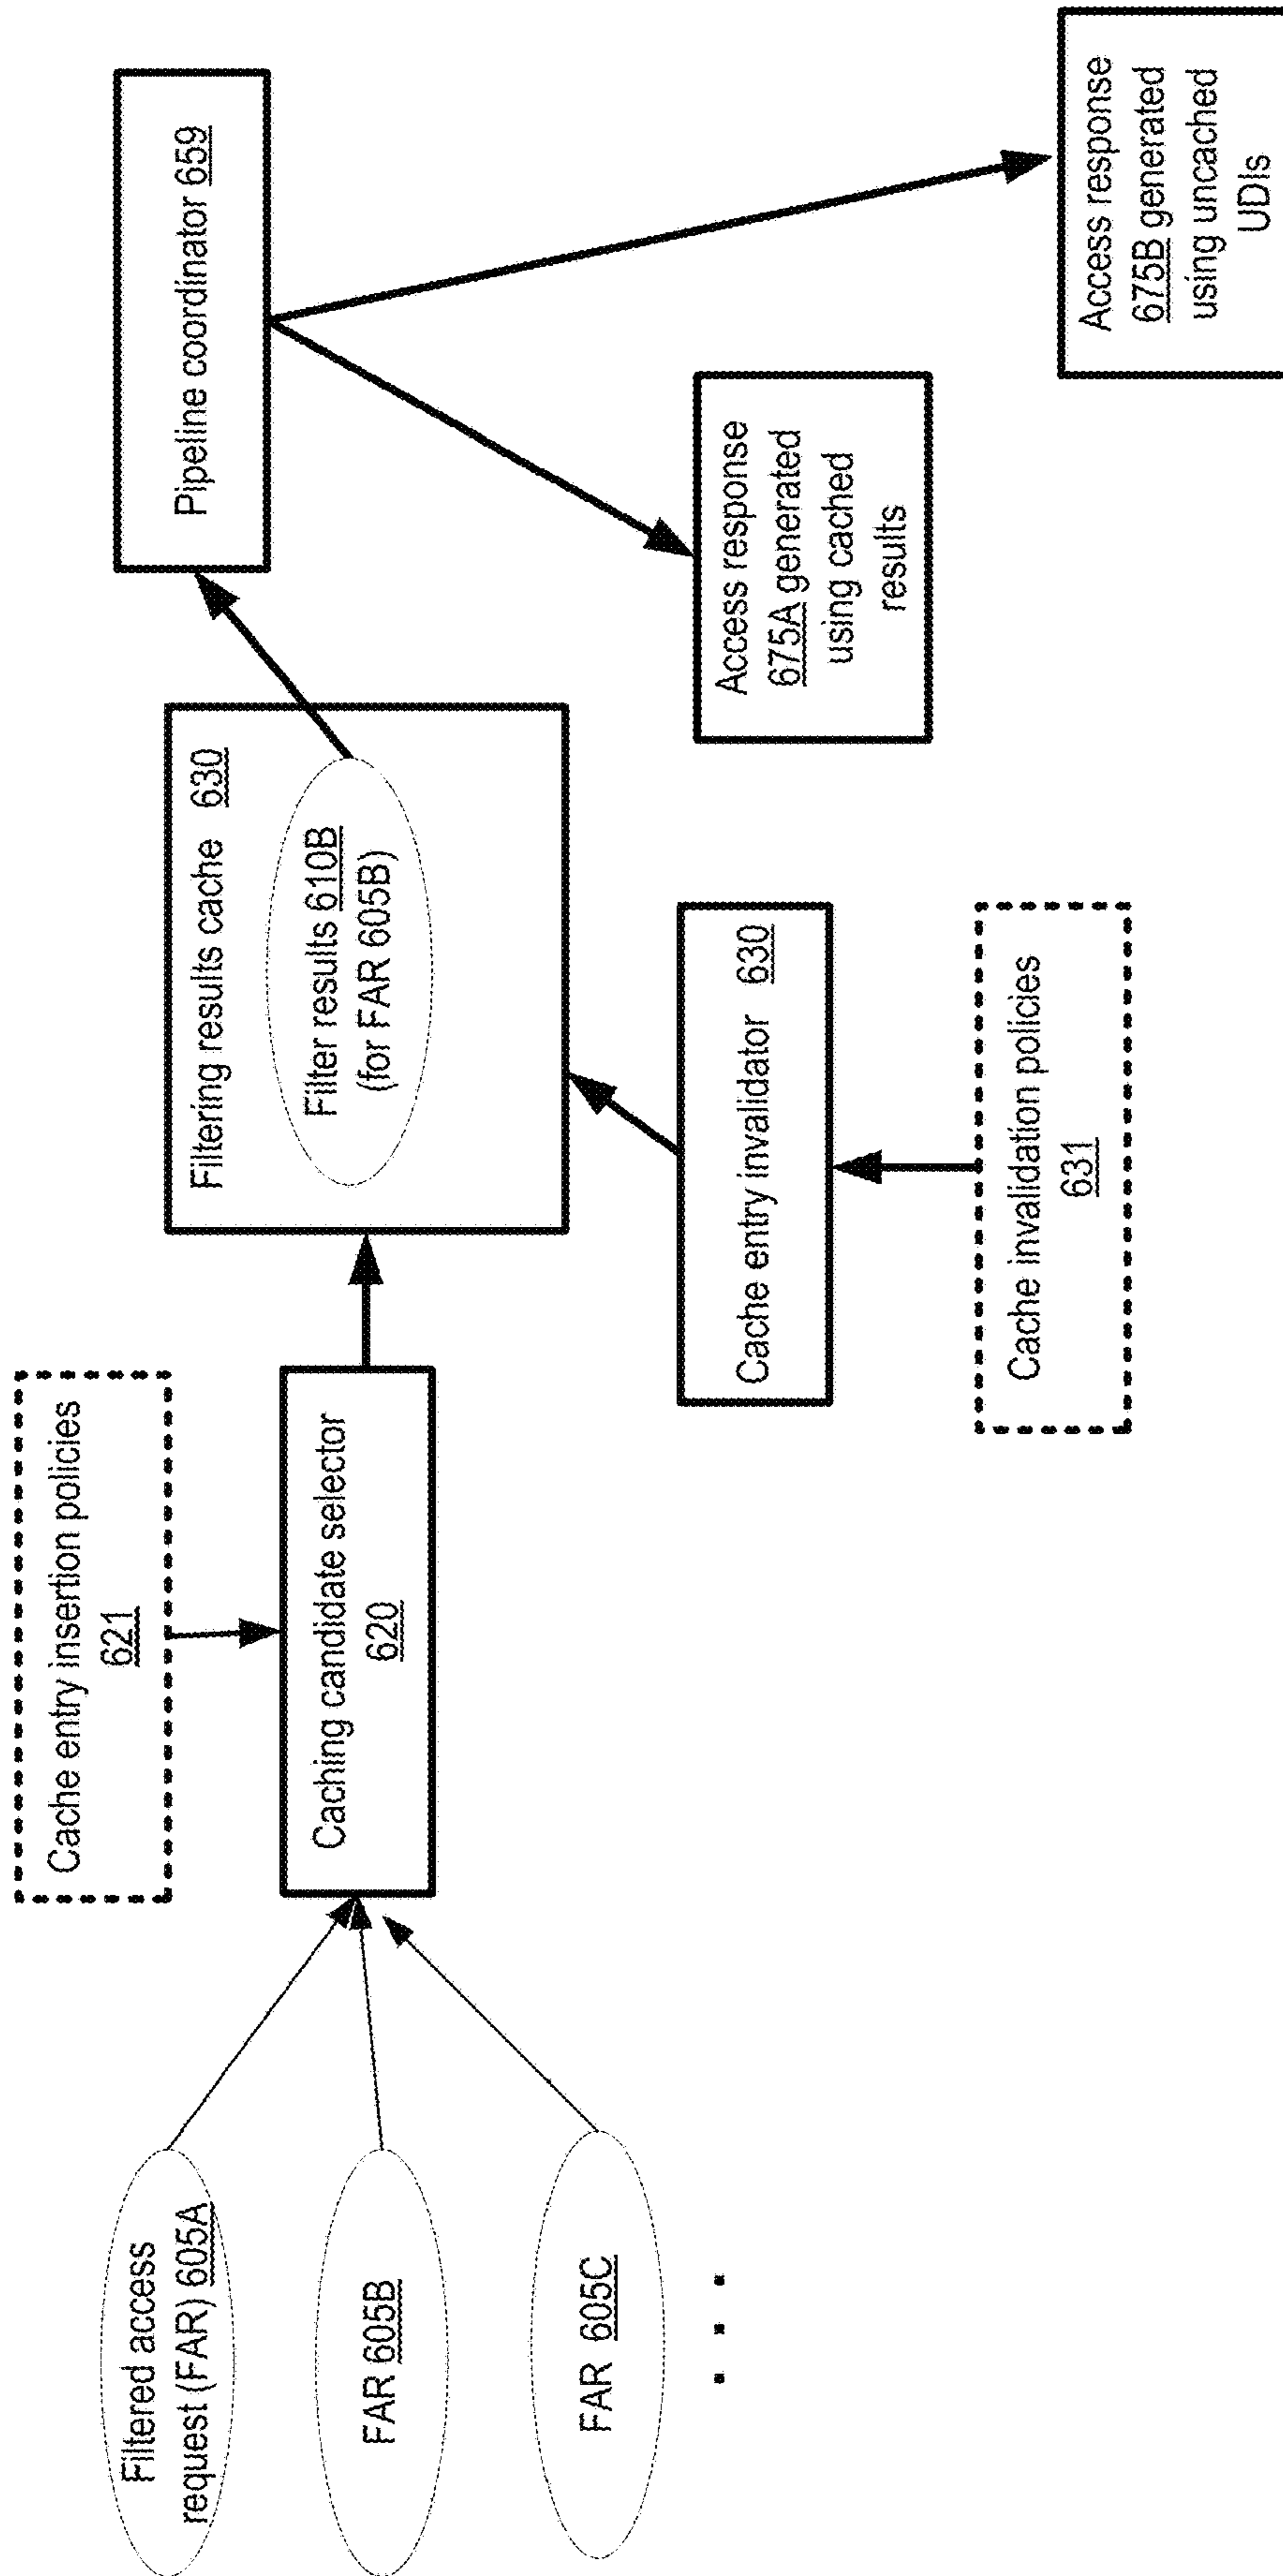 Cache entry insertion policies
621
Filtered access
request (FAR) 605A
FAR 605B
FAR 605C
. . .
Caching candidate selector
620
Filtering results cache 630
Filter results 610B
(for FAR 605B)
Cache entry invalidator 630
Cache invalidation policies
631
Pipeline coordinator 659
Access response
675A generated
using cached
results
Access response
675B generated
using uncached
UDIs